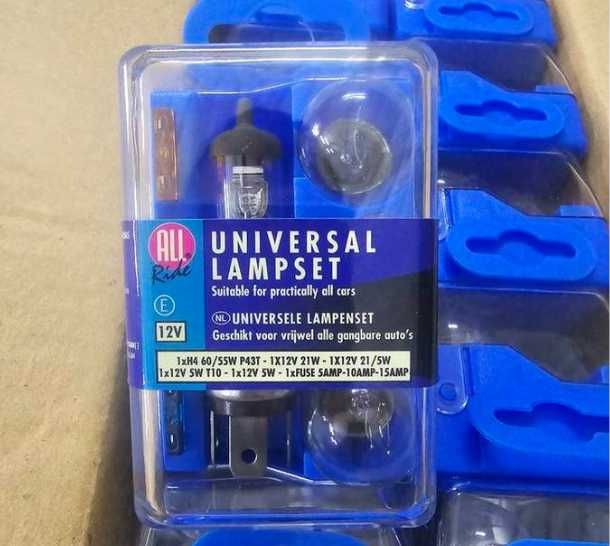 ALL
Ride
UNIVERSAL
LAMPSET
Suitable for practically all cars
E
12V
NL UNIVERSELE LAMPENSET
Geschikt voor vrijwel alle gangbare auto's
1xH4 60/55W P43T - 1X12V 21W - 1X12V 21/5W
1x12V 5W T10 - 1x12V 5W - 1xFUSE 5AMP-10AMP-15AMP